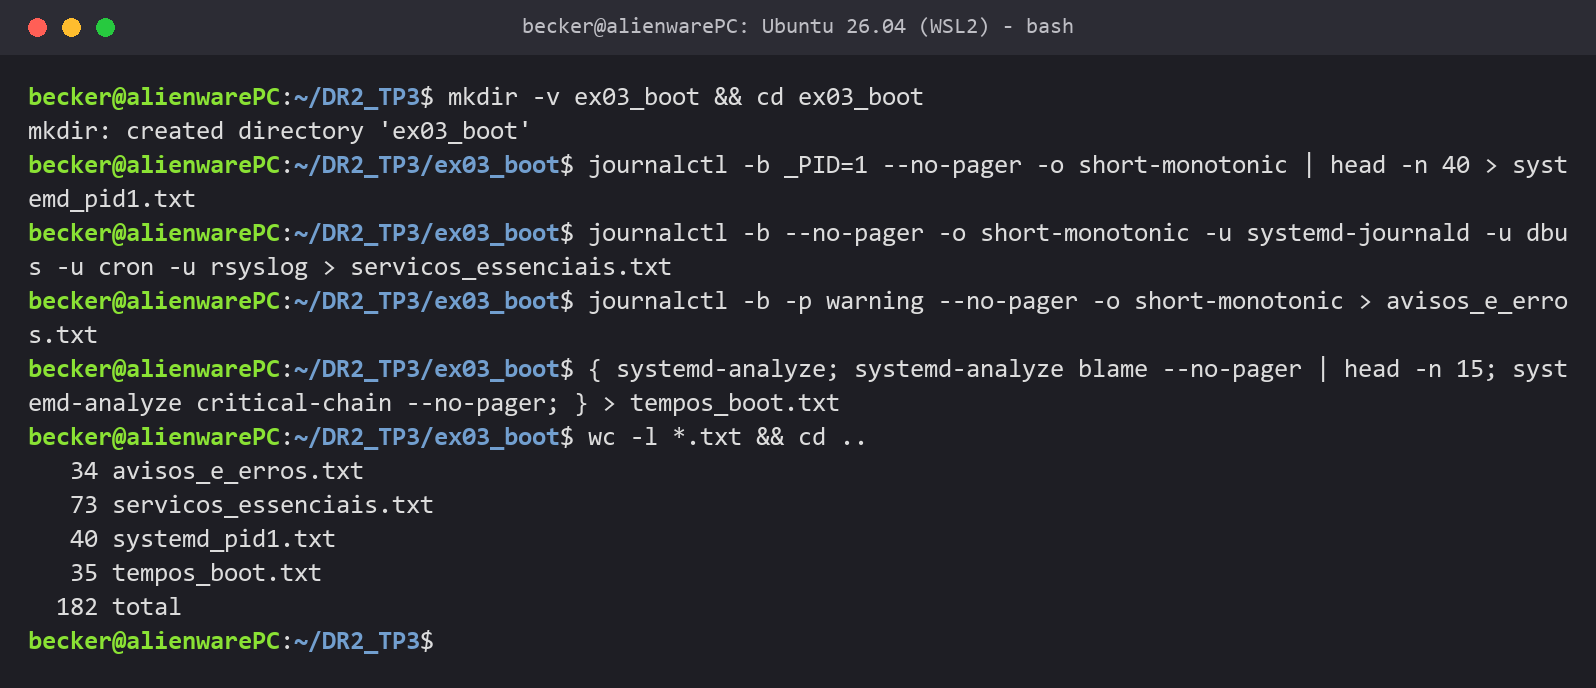 becker@alienwarePC: Ubuntu 26.04 (WSL2) - bash
becker@alienwarePC:~/DR2_TP3$ mkdir -v ex03_boot && cd ex03_boot
mkdir: created directory 'ex03_boot'
becker@alienwarePC:~/DR2_TP3/ex03_boot$ journalctl -b _PID=1 --no-pager -o short-monotonic | head -n 40 > syst
emd_pid1.txt
becker@alienwarePC:~/DR2_TP3/ex03_boot$ journalctl -b --no-pager -o short-monotonic -u systemd-journald -u dbu
s -u cron -u rsyslog > servicos_essenciais.txt
becker@alienwarePC:~/DR2_TP3/ex03_boot$ journalctl -b -p warning --no-pager -o short-monotonic > avisos_e_erro
s.txt
becker@alienwarePC:~/DR2_TP3/ex03_boot$ { systemd-analyze; systemd-analyze blame --no-pager | head -n 15; syst
emd-analyze critical-chain --no-pager; } > tempos_boot.txt
becker@alienwarePC:~/DR2_TP3/ex03_boot$ wc -l *.txt && cd ..
   34 avisos_e_erros.txt
   73 servicos_essenciais.txt
   40 systemd_pid1.txt
   35 tempos_boot.txt
  182 total
becker@alienwarePC:~/DR2_TP3$